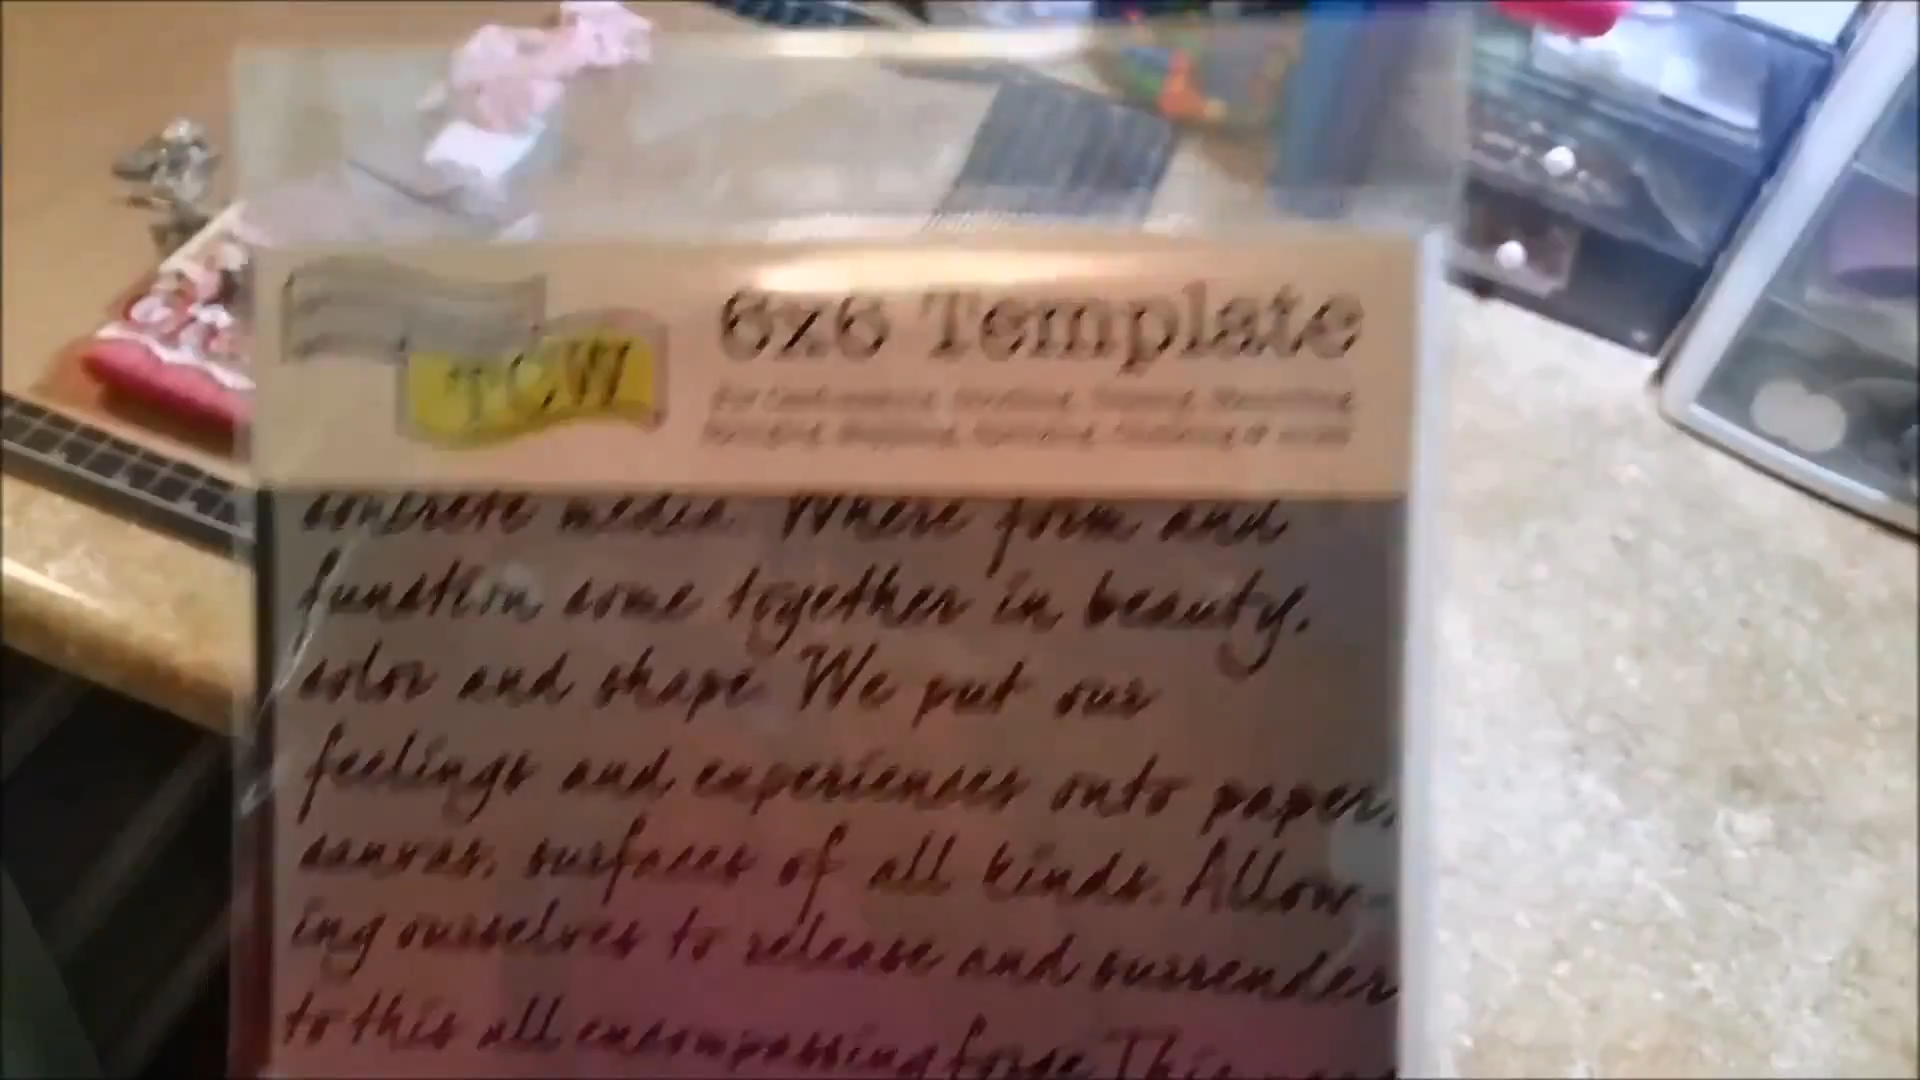 TCW
6x6 Template
concrete media. Where form and
function come together in beauty,
color and shape. We put our
feelings and experiences onto paper,
canvas, surfaces of all kinds. Allow-
ing ourselves to release and surrender
to this all encompassing force. This